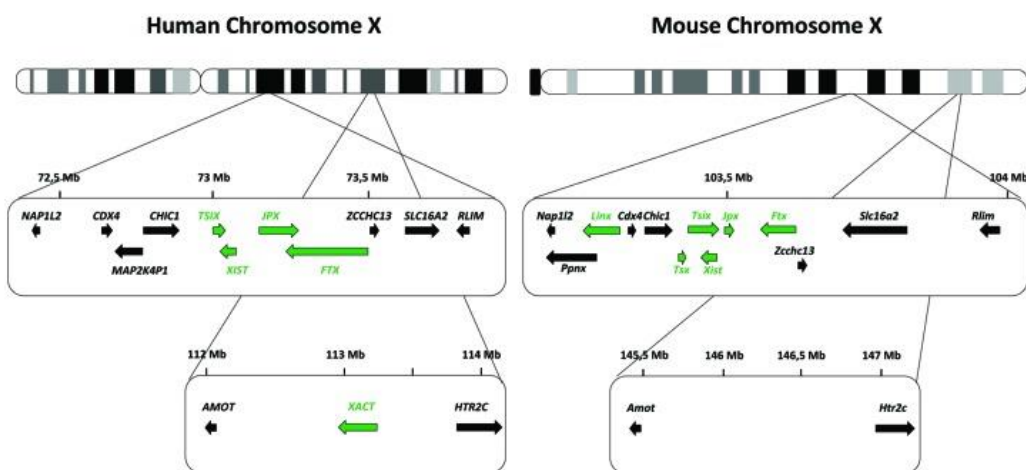 Human Chromosome X
Mouse Chromosome X
72,5 Mb 73 Mb 73,5 Mb
NAP1L2 CDX4 CHIC1 TSIX JPX ZCCHC13 SLC16A2 RLIM
MAP2K4P1 XIST FTX
112 Mb 113 Mb 114 Mb
AMOT XACT HTR2C
103,5 Mb 104 Mb
Nap1l2 Linx Cdx4 Chic1 Tsix Jpx Ftx Slc16a2 Rlim
Ppnx Tsx Xist Zcchc13
145,5 Mb 146 Mb 146,5 Mb 147 Mb
Amot Htr2c